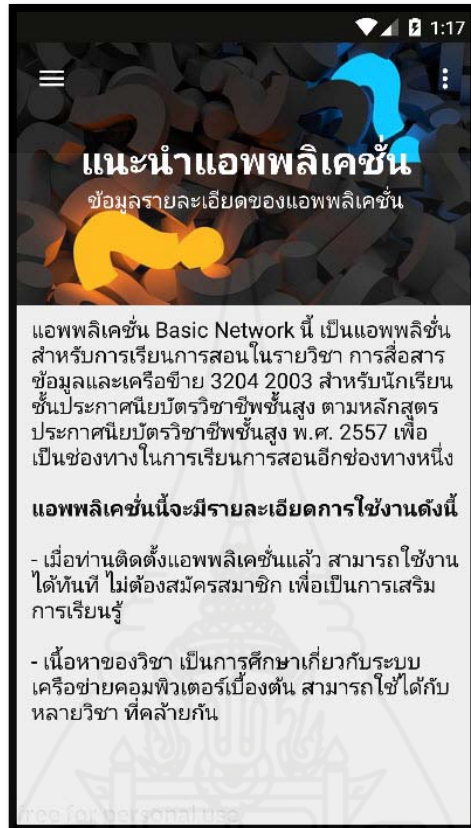 1:17
แนะนำแอพพลิเคชั่น
ข้อมูลรายละเอียดของแอพพลิเคชั่น
แอพพลิเคชั่น Basic Network นี้ เป็นแอพพลิชั่น
สำหรับการเรียนการสอนในรายวิชา การสื่อสาร
ข้อมูลและเครือขีาย 3204 2003 สำหรับนักเรียน
ชั้นประกาศนียบัตรวิชาชีพชั้นสูง ตามหลักสูตร
ประกาศนียบัตรวิชาชีพชั้นสูง พ.ศ. 2557 เพื่อ
เป็นช่องทางในการเรียนการสอนอีกช่องทางหนึ่ง
แอพพลิเคชั่นนี้จะมีรายละเอียดการใช้งานดังนี้
- เมื่อท่านติดตั้งแอพพลิเคชั่นแล้ว สามารถใช้งาน
ได้ทันที ไม่ต้องสมัครสมาชิก เพื่อเป็นการเสริม
การเรียนรู้
- เนื้อหาของวิชา เป็นการศึกษาเกี่ยวกับระบบ
เครือข่ายคอมพิวเตอร์เบื้องต้น สามารถใช้ได้กับ
หลายวิชา ที่คล้ายกัน
free for personal use